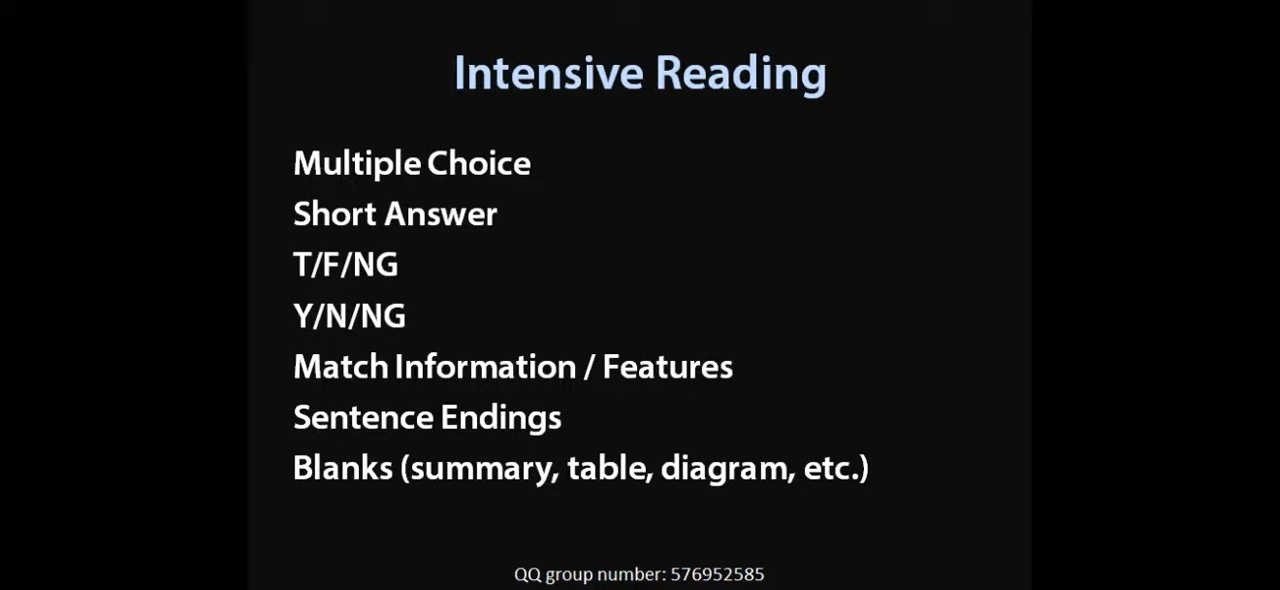 Intensive Reading
Multiple Choice
Short Answer
T/F/NG
Y/N/NG
Match Information / Features
Sentence Endings
Blanks (summary, table, diagram, etc.)
QQ group number: 576952585